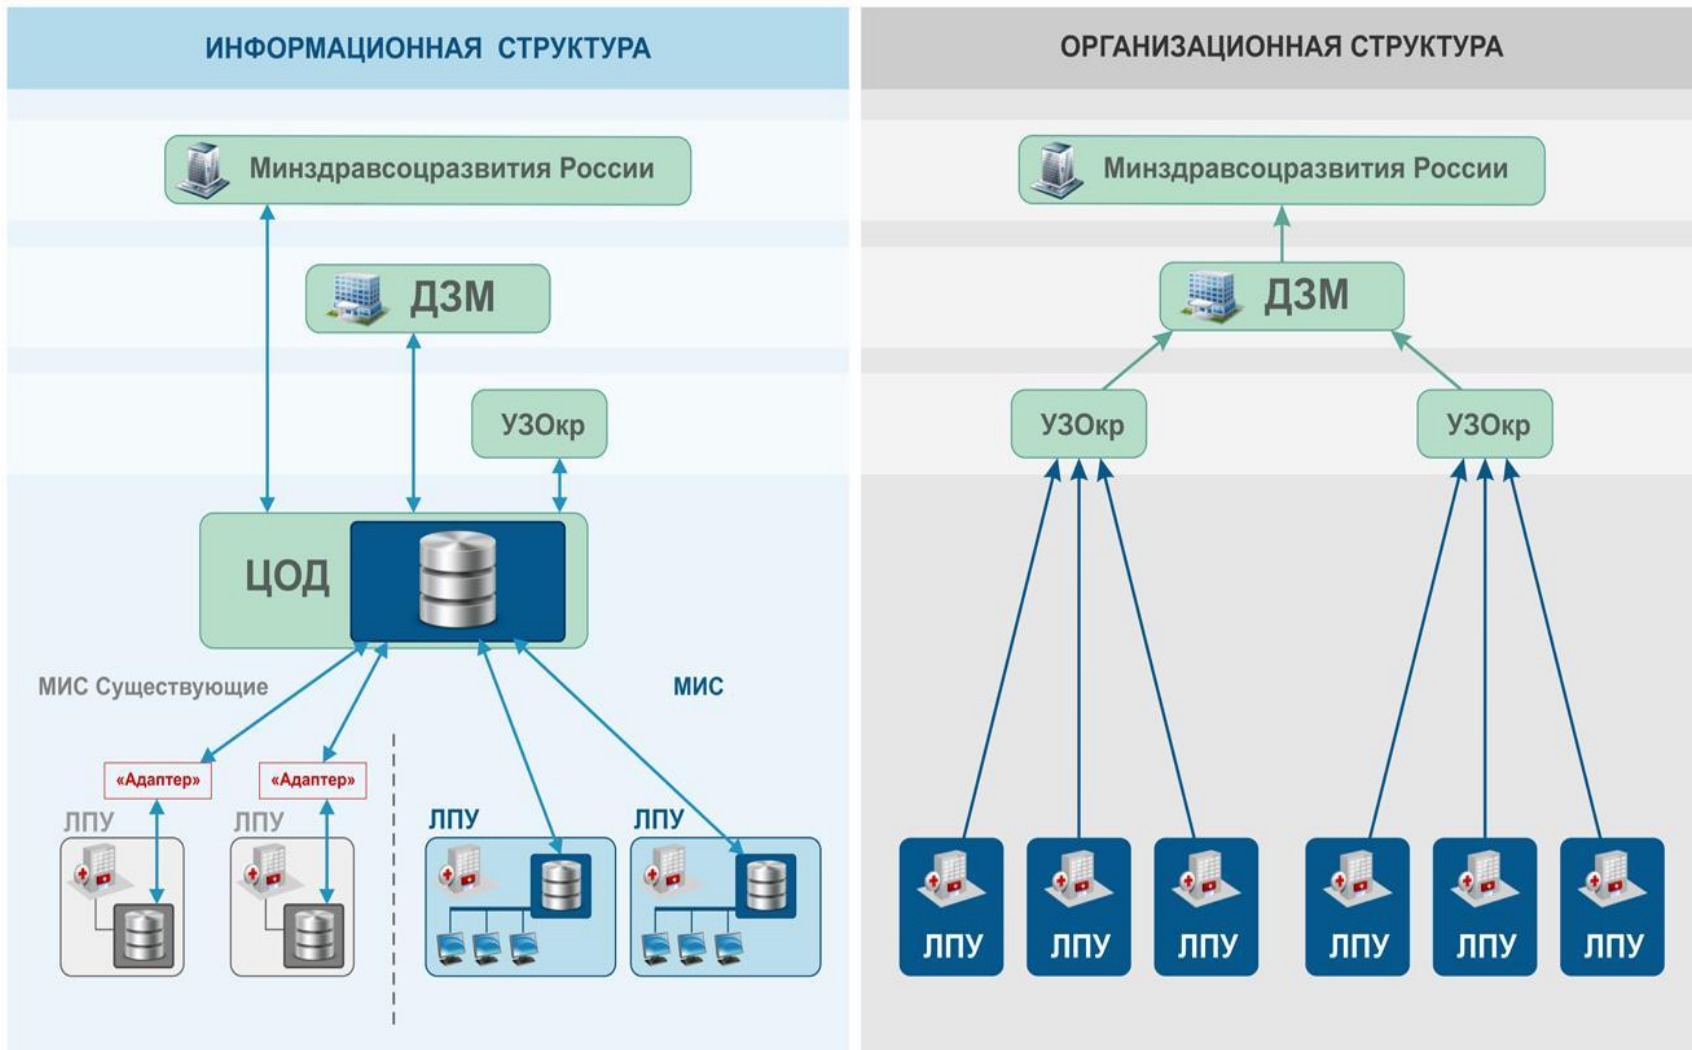 ИНФОРМАЦИОННАЯ СТРУКТУРА
Минздравсоцразвития России
ДЗМ
УЗОкр
ЦОД
МИС Существующие
МИС
«Адаптер»
«Адаптер»
ЛПУ
ЛПУ
ЛПУ
ЛПУ
ОРГАНИЗАЦИОННАЯ СТРУКТУРА
Минздравсоцразвития России
ДЗМ
УЗОкр
УЗОкр
ЛПУ
ЛПУ
ЛПУ
ЛПУ
ЛПУ
ЛПУ